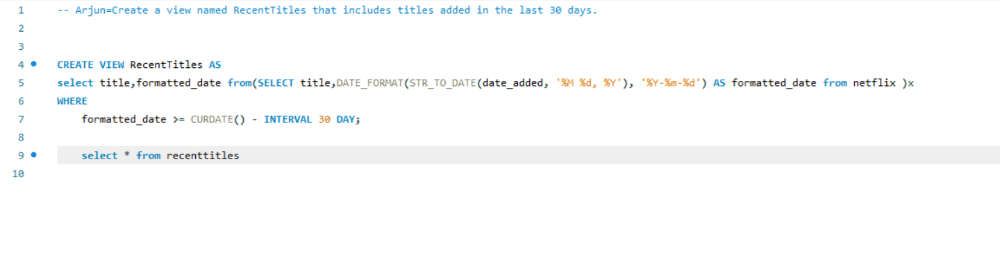 1 -- Arjun=Create a view named RecentTitles that includes titles added in the last 30 days.
2
3
4 CREATE VIEW RecentTitles AS
5 select title,formatted_date from(SELECT title,DATE_FORMAT(STR_TO_DATE(date_added, '%M %d, %Y'), '%Y-%m-%d') AS formatted_date from netflix )x
6 WHERE
7 formatted_date >= CURDATE() - INTERVAL 30 DAY;
8
9 select * from recenttitles
10